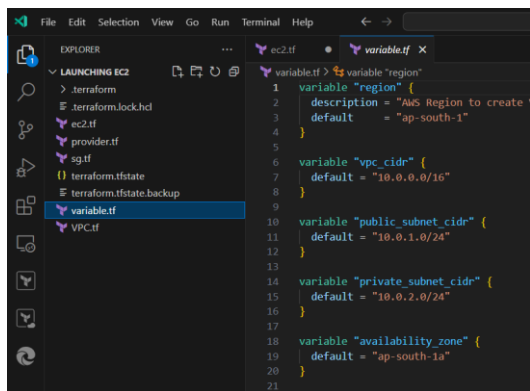 File Edit Selection View Go Run Terminal Help
EXPLORER
LAUNCHING EC2
.terraform
.terraform.lock.hcl
ec2.tf
provider.tf
sg.tf
{} terraform.tfstate
terraform.tfstate.backup
variable.tf
VPC.tf
1
ec2.tf
variable.tf
variable.tf > variable "region"
1 variable "region" {
2 description = "AWS Region to create
3 default = "ap-south-1"
4 }
5
6 variable "vpc_cidr" {
7 default = "10.0.0.0/16"
8 }
9
10 variable "public_subnet_cidr" {
11 default = "10.0.1.0/24"
12 }
13
14 variable "private_subnet_cidr" {
15 default = "10.0.2.0/24"
16 }
17
18 variable "availability_zone" {
19 default = "ap-south-1a"
20 }
21